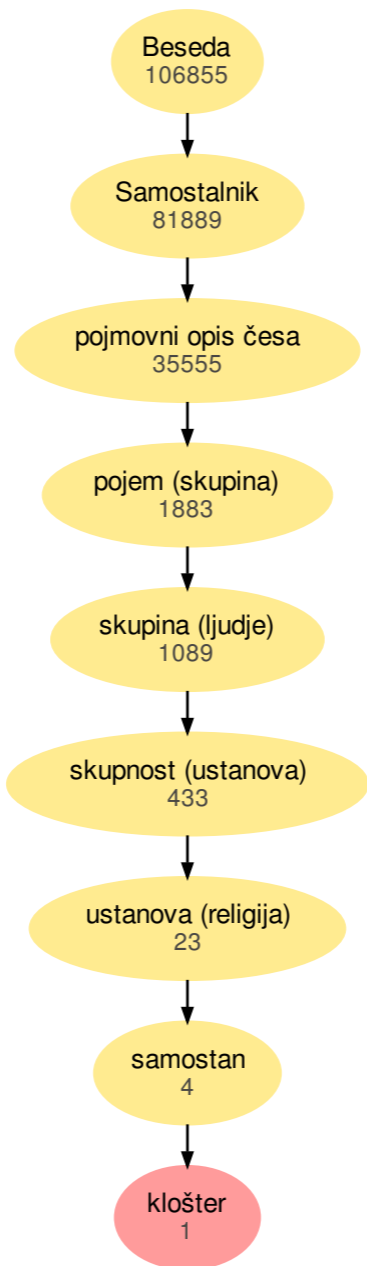 Beseda
106855
Samostalnik
81889
pojmovni opis česa
35555
pojem (skupina)
1883
skupina (ljudje)
1089
skupnost (ustanova)
433
ustanova (religija)
23
samostan
4
klošter
1